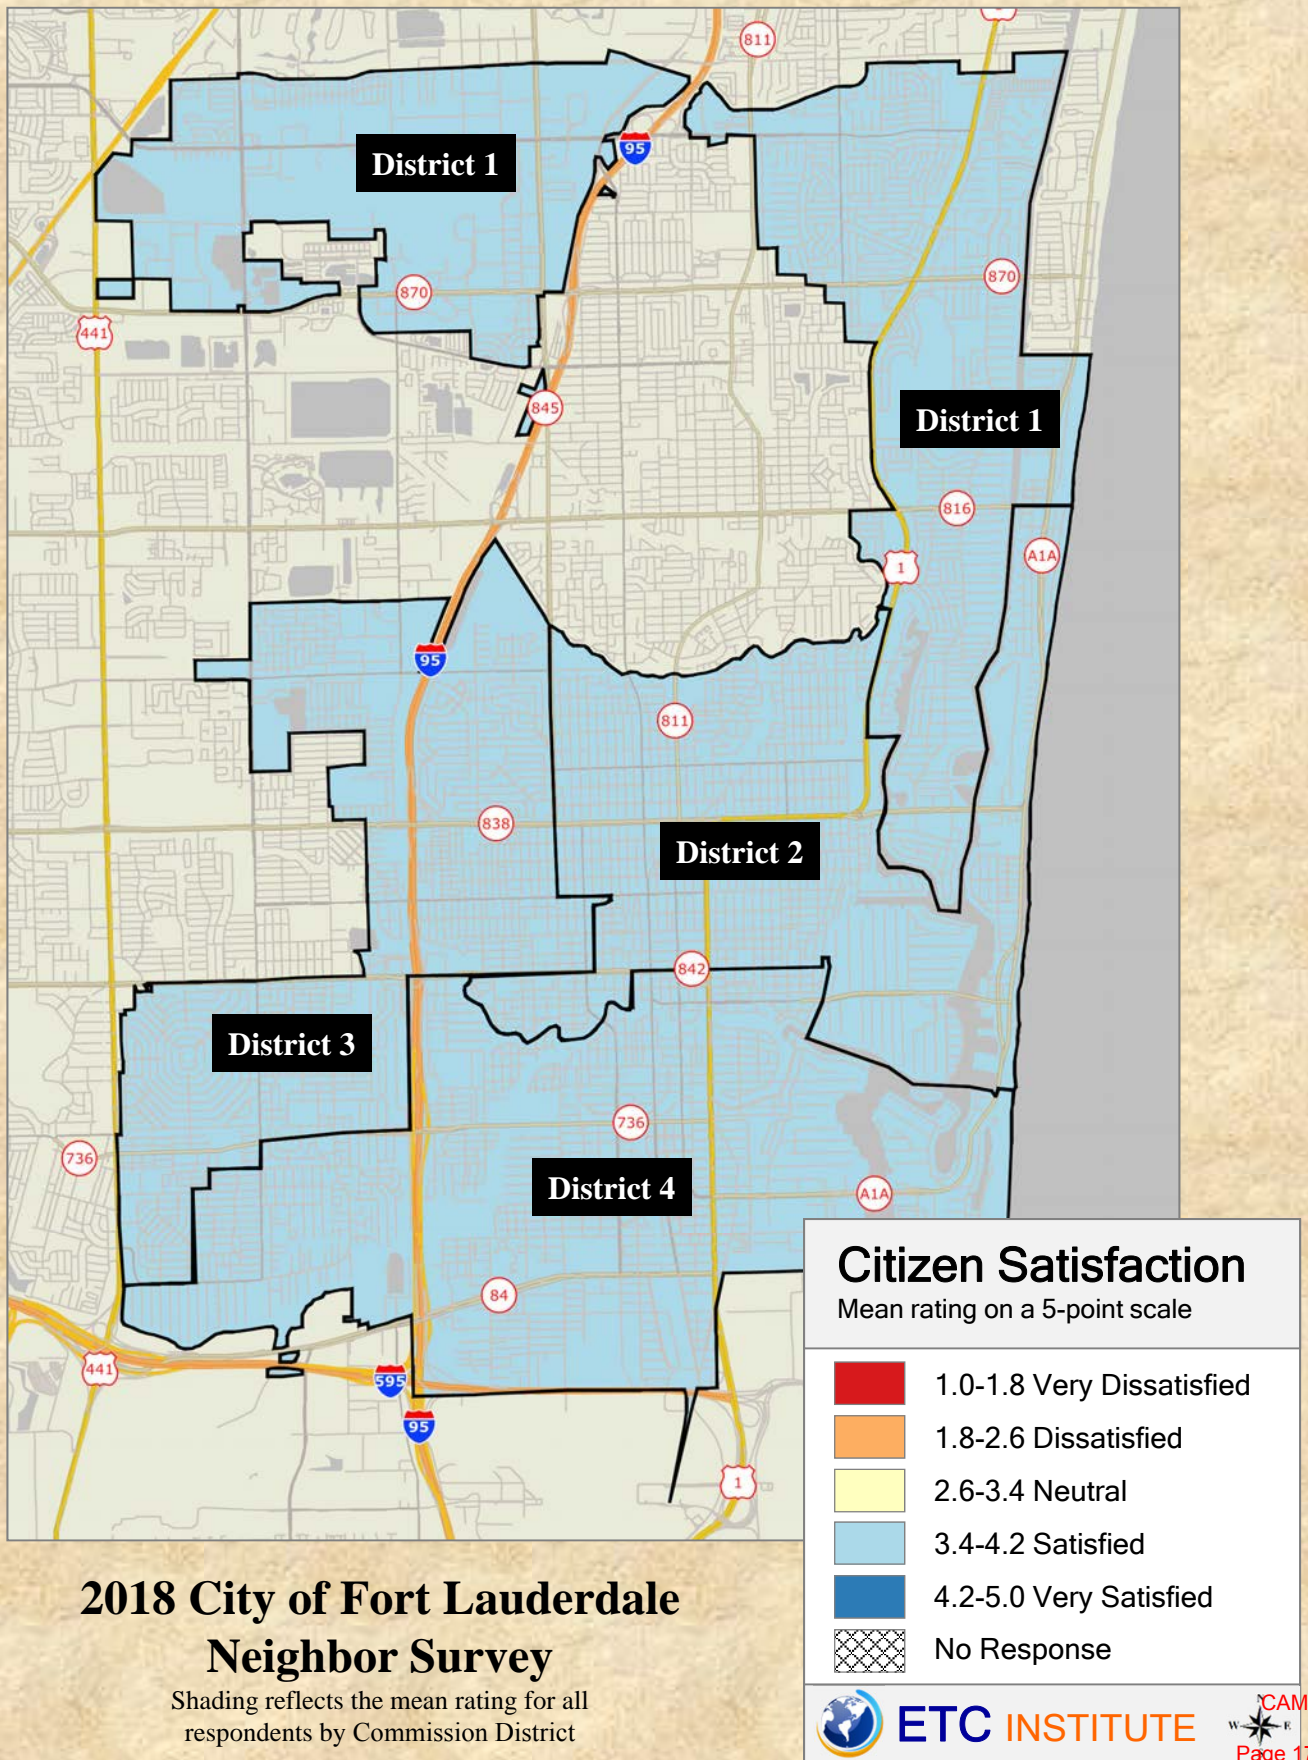 811
District 1
95
870
870
441
845
District 1
816
A1A
1
95
811
838
District 2
842
District 3
736
736
District 4
A1A
84
441
595
95
1
Citizen Satisfaction
Mean rating on a 5-point scale
1.0-1.8 Very Dissatisfied
1.8-2.6 Dissatisfied
2.6-3.4 Neutral
3.4-4.2 Satisfied
4.2-5.0 Very Satisfied
No Response
2018 City of Fort Lauderdale
Neighbor Survey
Shading reflects the mean rating for all
respondents by Commission District
ETC INSTITUTE
CAM
W E